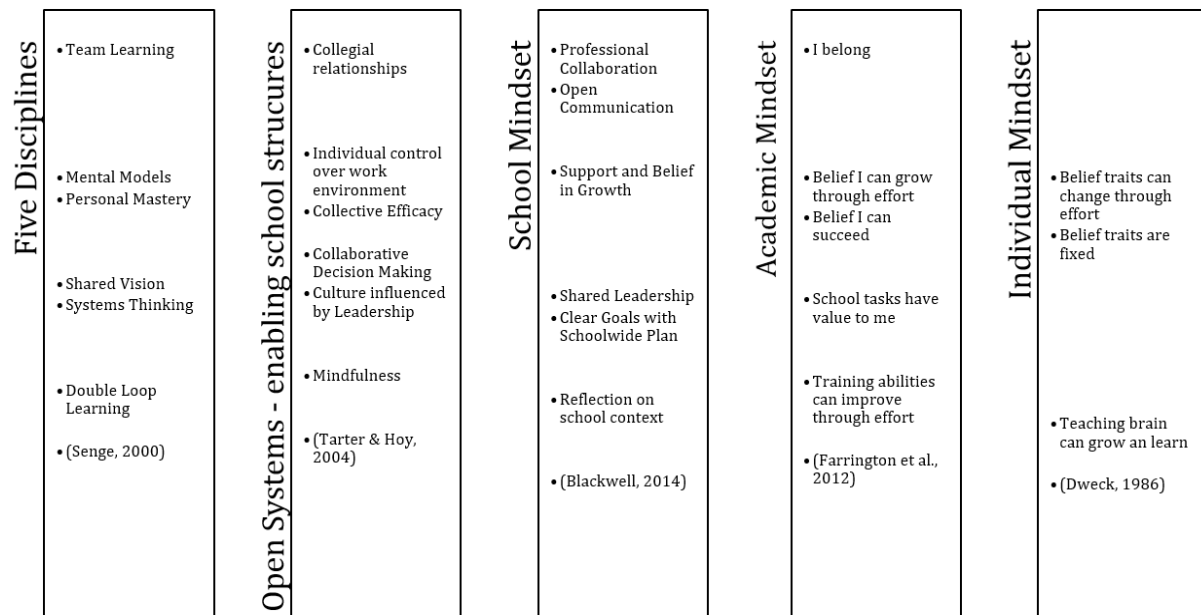 Five Disciplines
• Team Learning
• Mental Models
• Personal Mastery
• Shared Vision
• Systems Thinking
• Double Loop
Learning
• (Senge, 2000)
Open Systems - enabling school strucures
• Collegial
relationships
• Individual control
over work
environment
• Collective Efficacy
• Collaborative
Decision Making
• Culture influenced
by Leadership
• Mindfulness
• (Tarter & Hoy,
2004)
School Mindset
• Professional
Collaboration
• Open
Communication
• Support and Belief
in Growth
• Shared Leadership
• Clear Goals with
Schoolwide Plan
• Reflection on
school context
• (Blackwell, 2014)
Academic Mindset
• I belong
• Belief I can grow
through effort
• Belief I can
succeed
• School tasks have
value to me
• Training abilities
can improve
through effort
• (Farrington et al.,
2012)
Individual Mindset
• Belief traits can
change through
effort
• Belief traits are
fixed
• Teaching brain
can grow an learn
• (Dweck, 1986)